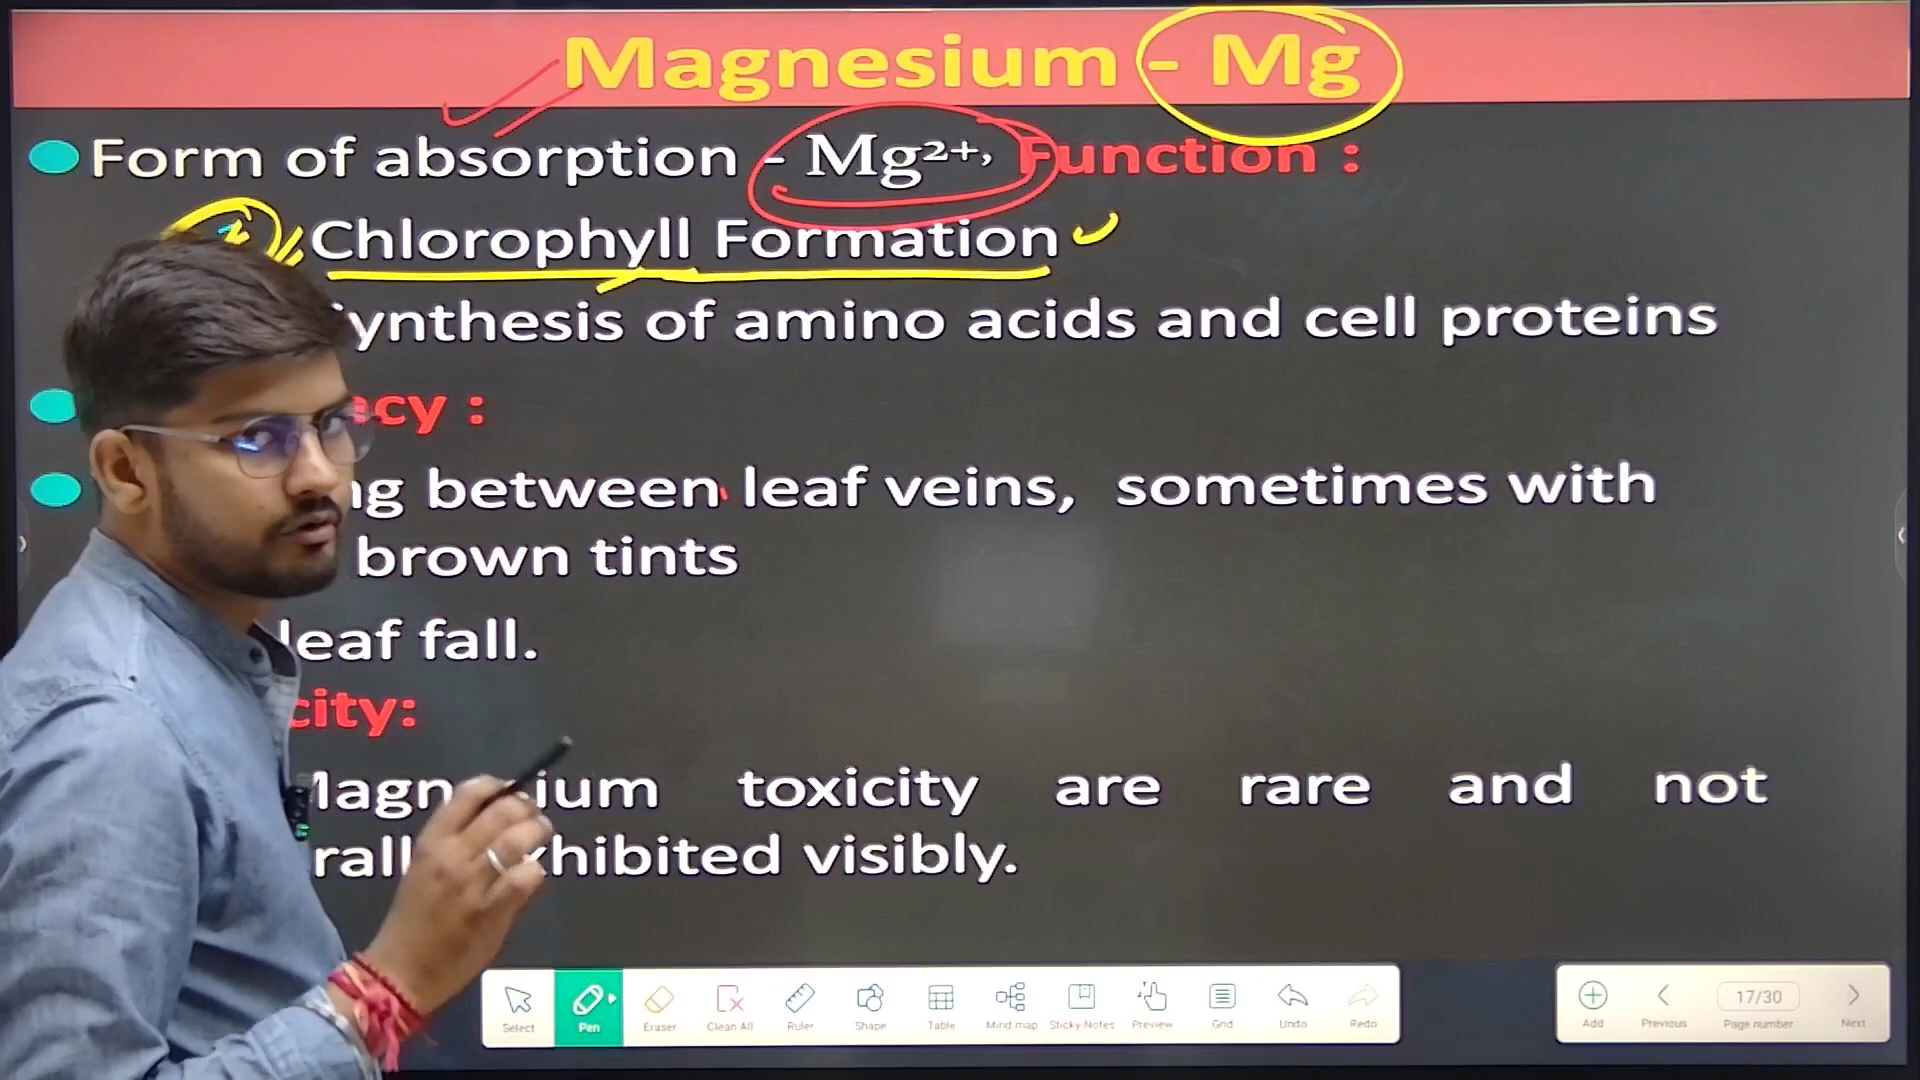 Magnesium - Mg
Form of absorption - Mg²⁺, Function :
Chlorophyll Formation
ynthesis of amino acids and cell proteins
cy :
ng between leaf veins, sometimes with
brown tints
leaf fall.
city:
Magnesium toxicity are rare and not
rall xhibited visibly.
Select Pen Eraser Clean All Ruler Shape Table Mind map Sticky Notes Preview Grid Undo Redo
Add Previous 17/30 Page number Next